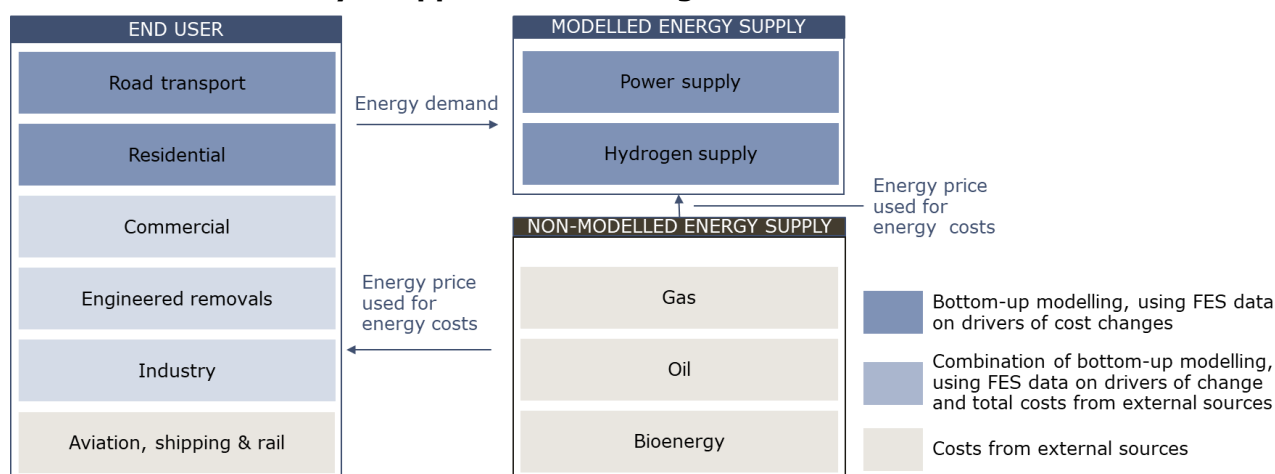 END USER
Road transport
Residential
Commercial
Engineered removals
Industry
Aviation, shipping & rail
Energy demand
Energy price
used for
energy costs
MODELLED ENERGY SUPPLY
Power supply
Hydrogen supply
Energy price
used for
energy costs
NON-MODELLED ENERGY SUPPLY
Gas
Oil
Bioenergy
Bottom-up modelling, using FES data
on drivers of cost changes
Combination of bottom-up modelling,
using FES data on drivers of change
and total costs from external sources
Costs from external sources